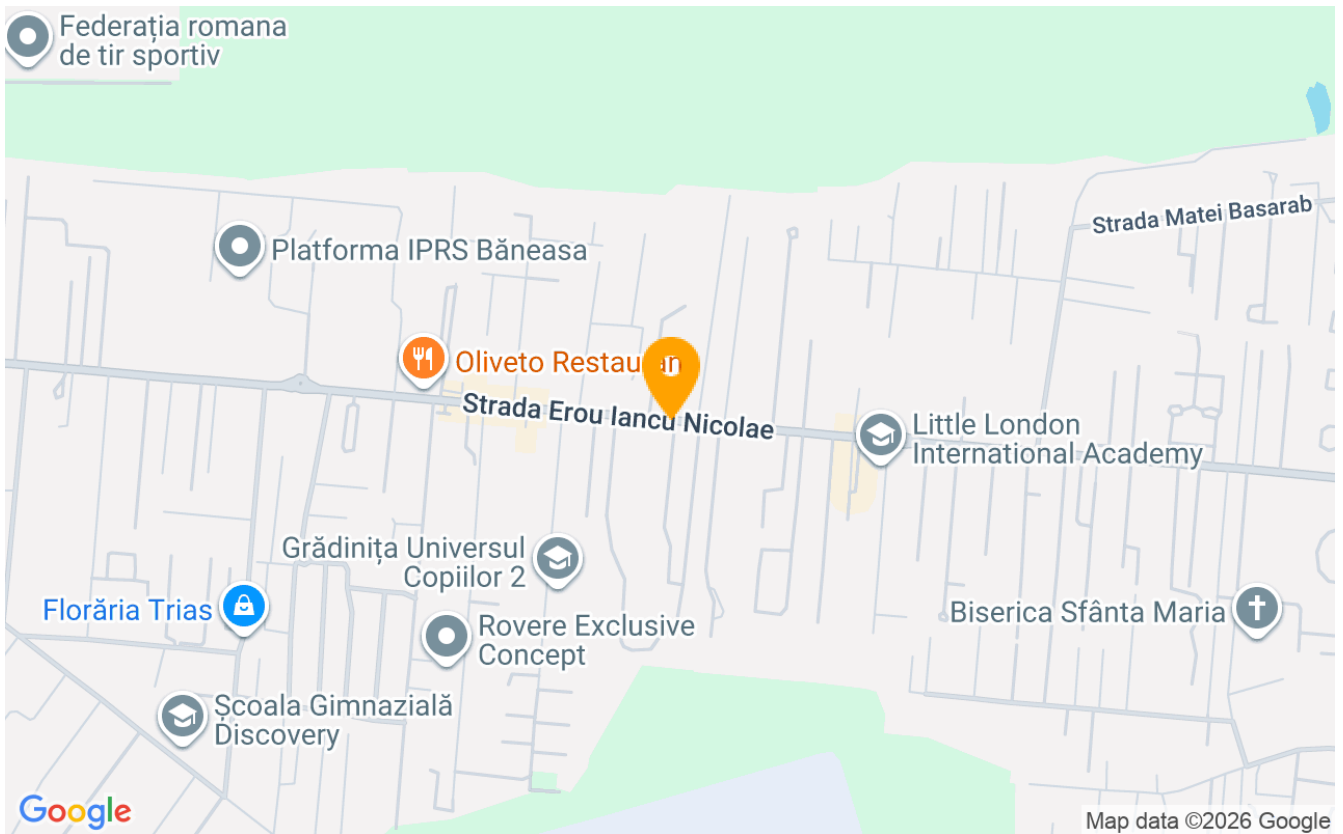 Federația romana
de tir sportiv
Strada Matei Basarab
Platforma IPRS Băneasa
Oliveto Restau an
Strada Erou Iancu Nicolae
Little London
International Academy
Grădinița Universul
Copiilor 2
Florăria Trias
Biserica Sfânta Maria
Rovere Exclusive
Concept
Școala Gimnazială
Discovery
Google
Map data ©2026 Google